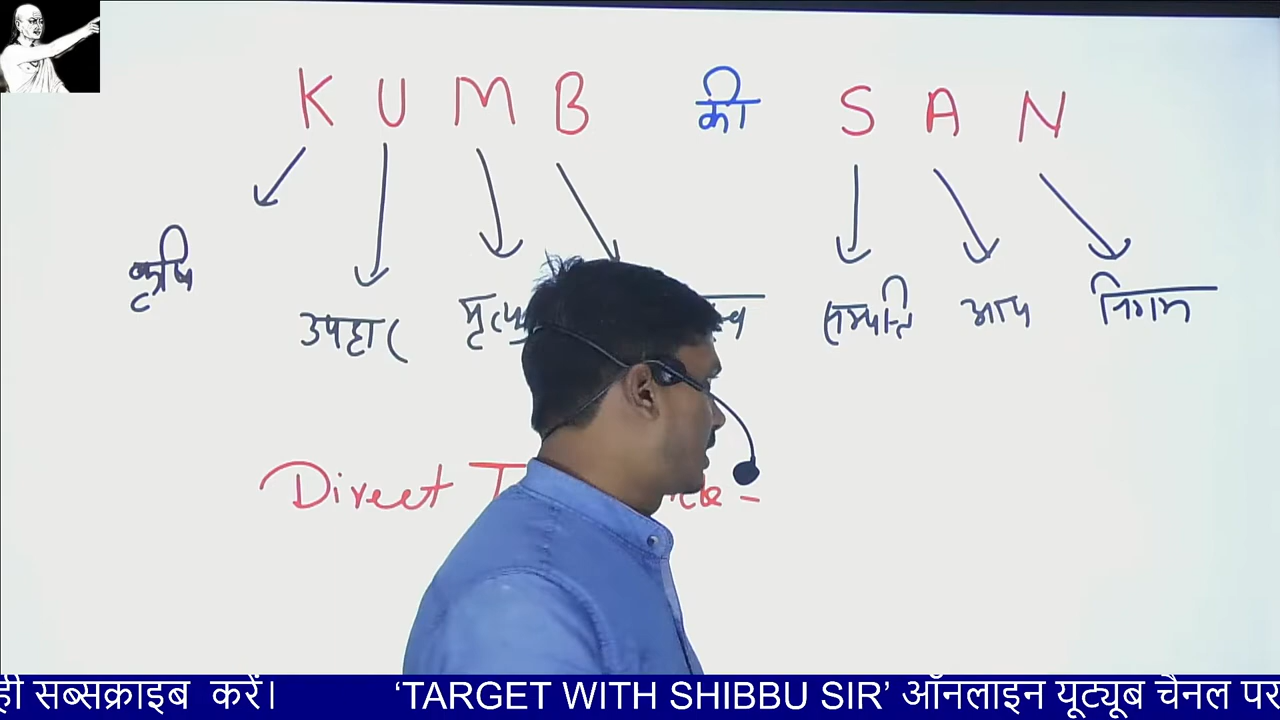 K U M B की S A N
कृषि
उपहार मृत्यु सम्पत्ति आय निगम
Direct
ही सब्सक्राइब करें। ‘TARGET WITH SHIBBU SIR’ ऑनलाइन यूट्यूब चैनल पर